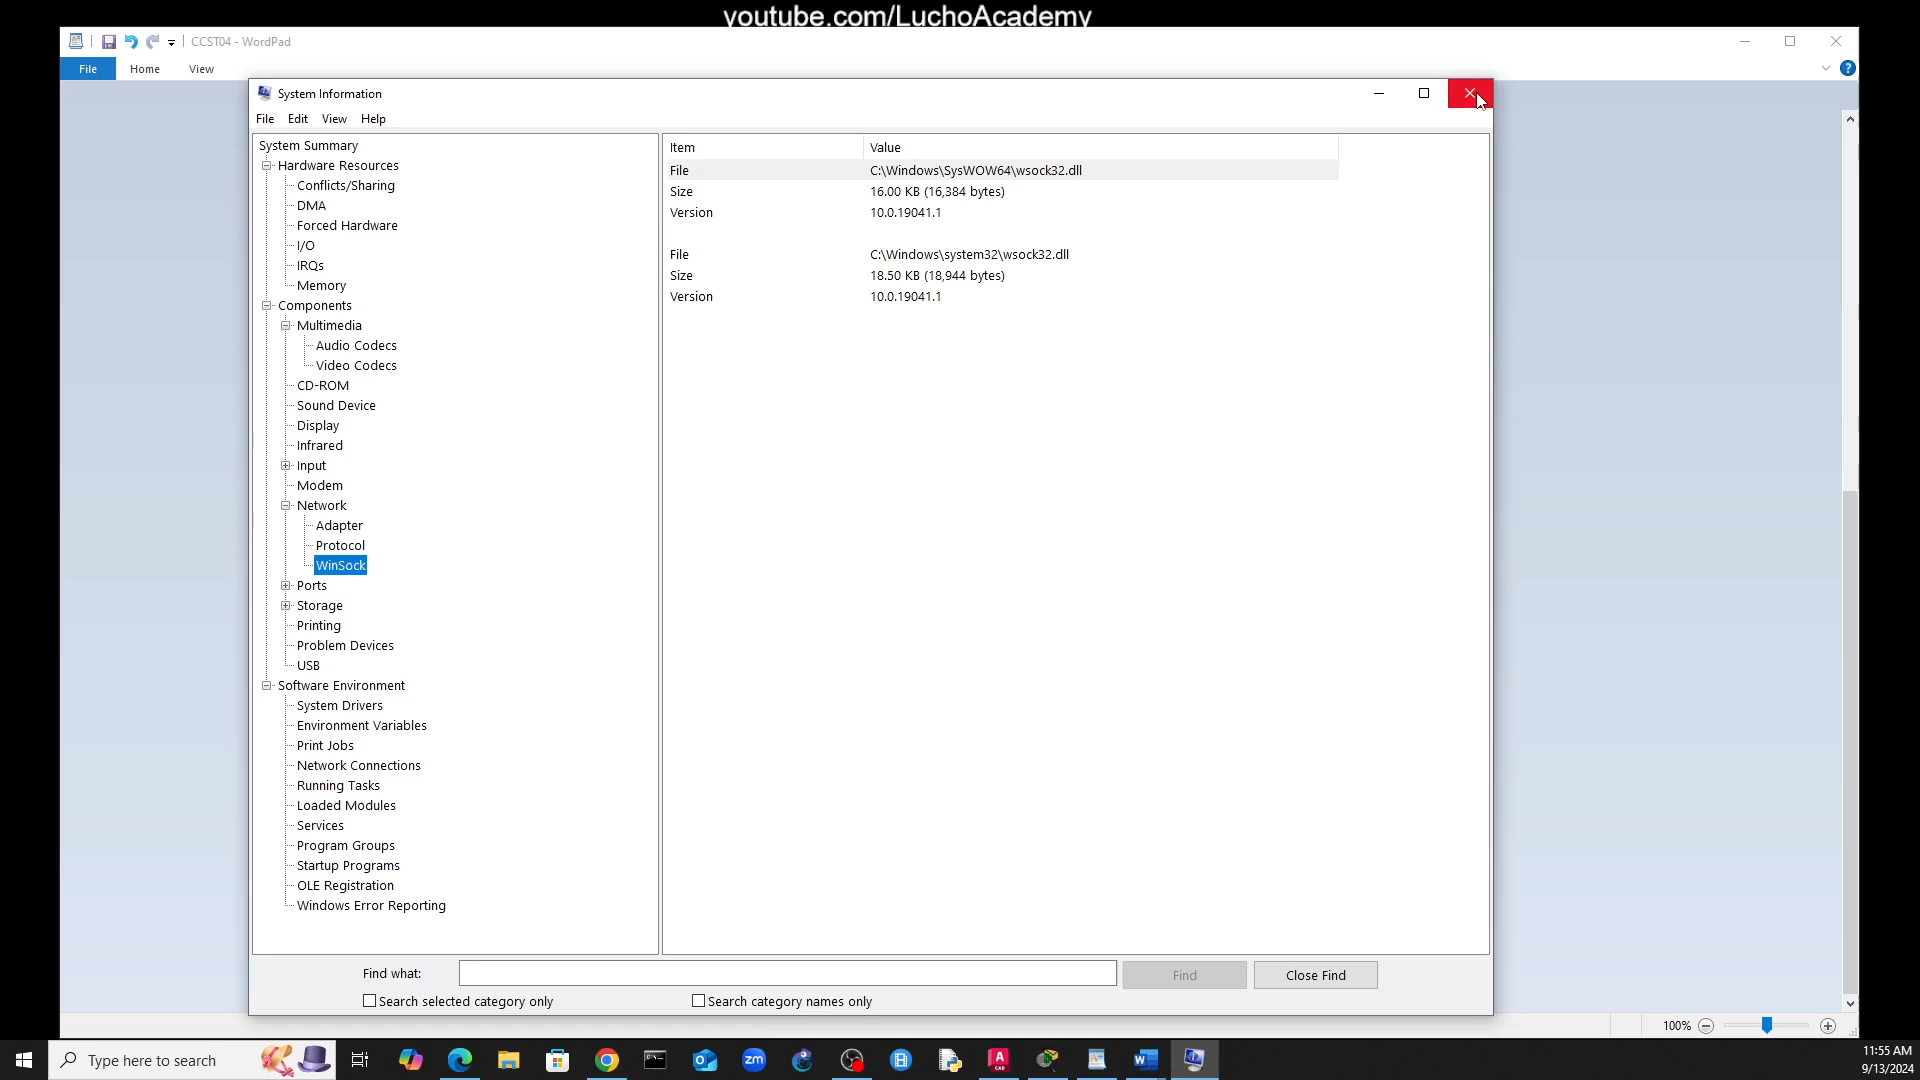 youtube.com/LuchoAcademy
CCST04 - WordPad
File Home View
System Information
File Edit View Help
System Summary
Hardware Resources
Conflicts/Sharing
DMA
Forced Hardware
I/O
IRQs
Memory
Components
Multimedia
Audio Codecs
Video Codecs
CD-ROM
Sound Device
Display
Infrared
Input
Modem
Network
Adapter
Protocol
WinSock
Ports
Storage
Printing
Problem Devices
USB
Software Environment
System Drivers
Environment Variables
Print Jobs
Network Connections
Running Tasks
Loaded Modules
Services
Program Groups
Startup Programs
OLE Registration
Windows Error Reporting
Item Value
File C:\Windows\SysWOW64\wsock32.dll
Size 16.00 KB (16,384 bytes)
Version 10.0.19041.1
File C:\Windows\system32\wsock32.dll
Size 18.50 KB (18,944 bytes)
Version 10.0.19041.1
Find what: Find Close Find
Search selected category only Search category names only
100%
Type here to search
zm
11:55 AM
9/13/2024